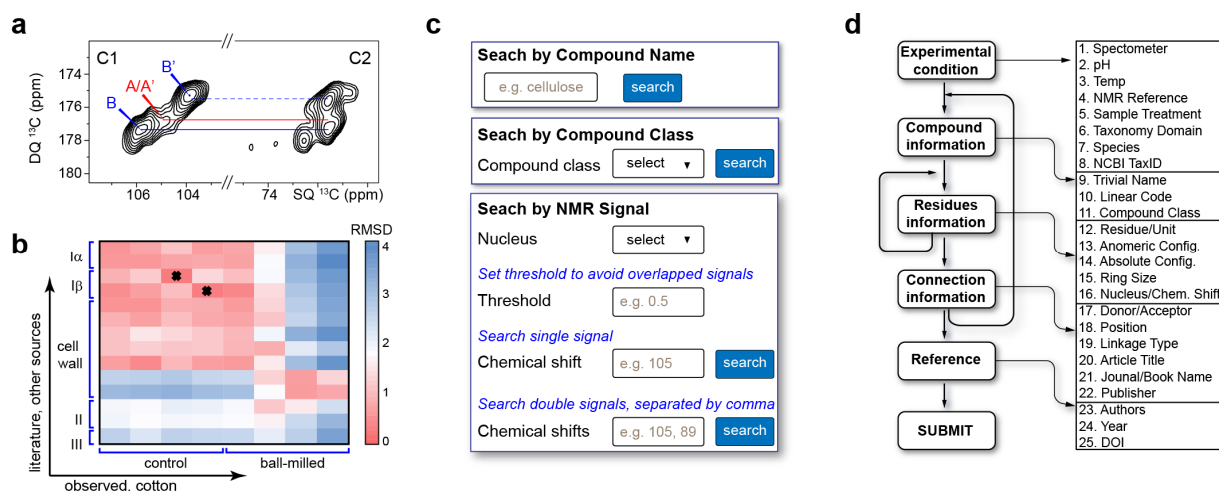 a
C1
C2
B'
A/A'
B
174
176
178
180
DQ ¹³C (ppm)
106
104
74
SQ ¹³C (ppm)
b
RMSD
4
3
2
1
0
Iα
Iβ
cell
wall
II
III
literature, other sources
control
ball-milled
observed, cotton
c
Seach by Compound Name
e.g. cellulose
search
Seach by Compound Class
Compound class
select
search
Seach by NMR Signal
Nucleus
select
Set threshold to avoid overlapped signals
Threshold
e.g. 0.5
Search single signal
Chemical shift
e.g. 105
search
Search double signals, separated by comma
Chemical shifts
e.g. 105, 89
search
d
Experimental
condition
Compound
information
Residues
information
Connection
information
Reference
SUBMIT
1. Spectometer
2. pH
3. Temp
4. NMR Reference
5. Sample Treatment
6. Taxonomy Domain
7. Species
8. NCBI TaxID
9. Trivial Name
10. Linear Code
11. Compound Class
12. Residue/Unit
13. Anomeric Config.
14. Absolute Config.
15. Ring Size
16. Nucleus/Chem. Shift
17. Donor/Acceptor
18. Position
19. Linkage Type
20. Article Title
21. Jounal/Book Name
22. Publisher
23. Authors
24. Year
25. DOI